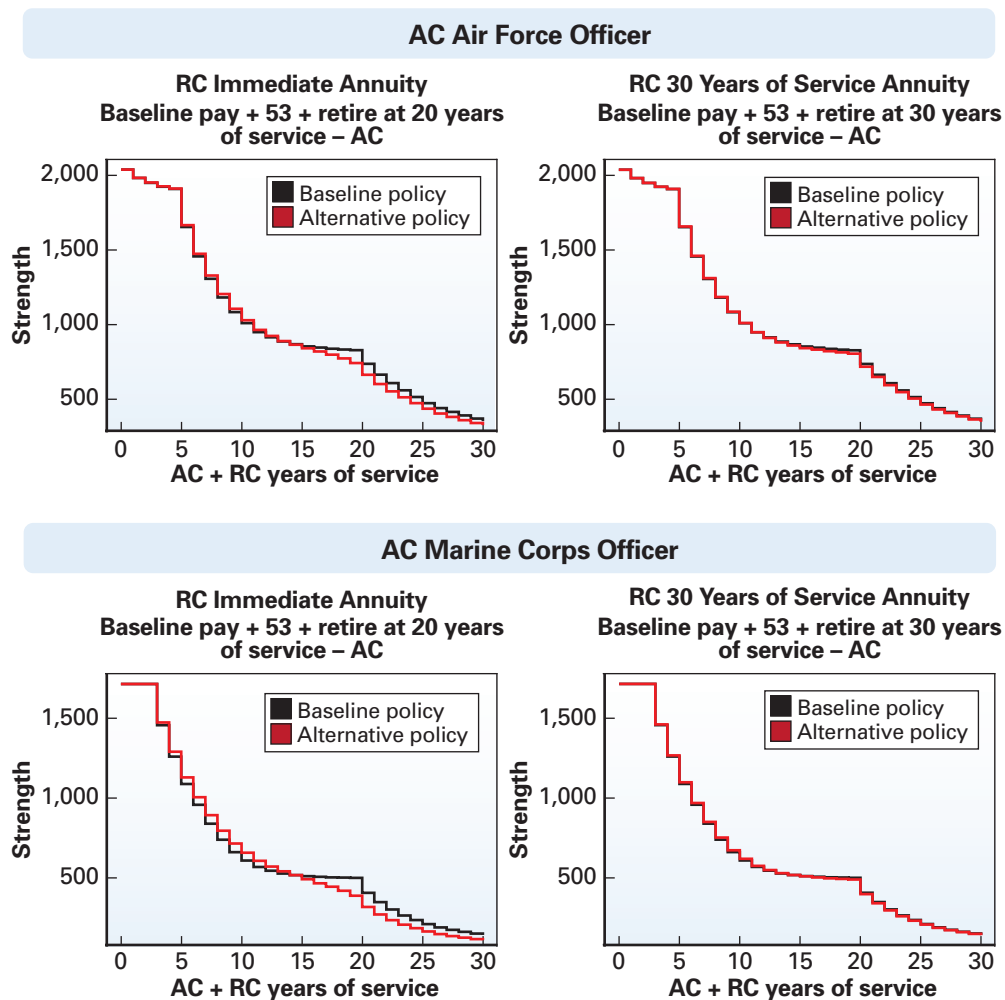 AC Air Force Officer
RC Immediate Annuity
Baseline pay + 53 + retire at 20 years
of service – AC
2,000
1,500
1,000
500
Strength
Baseline policy
Alternative policy
0 5 10 15 20 25 30
AC + RC years of service
RC 30 Years of Service Annuity
Baseline pay + 53 + retire at 30 years
of service – AC
2,000
1,500
1,000
500
Strength
Baseline policy
Alternative policy
0 5 10 15 20 25 30
AC + RC years of service
AC Marine Corps Officer
RC Immediate Annuity
Baseline pay + 53 + retire at 20 years
of service – AC
1,500
1,000
500
Strength
Baseline policy
Alternative policy
0 5 10 15 20 25 30
AC + RC years of service
RC 30 Years of Service Annuity
Baseline pay + 53 + retire at 30 years
of service – AC
1,500
1,000
500
Strength
Baseline policy
Alternative policy
0 5 10 15 20 25 30
AC + RC years of service